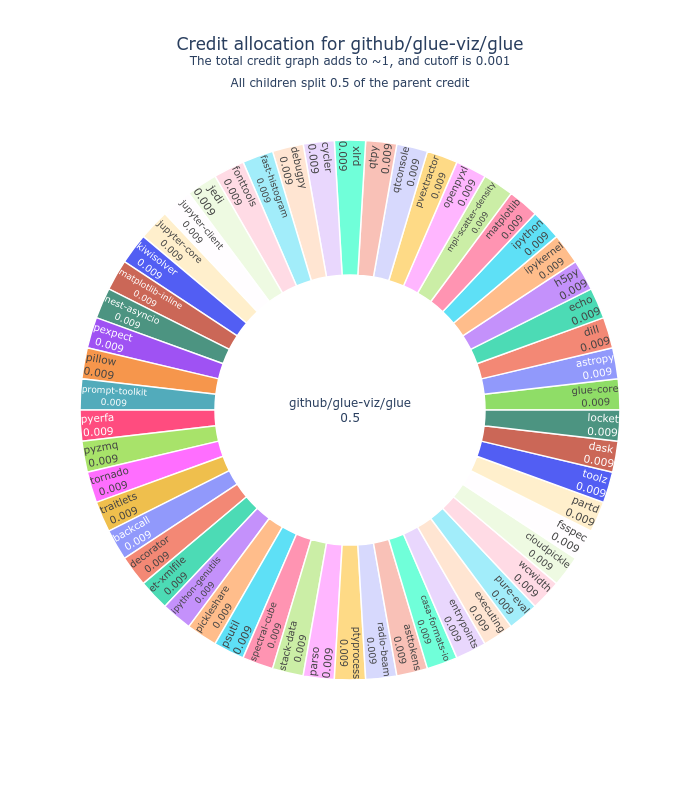 Credit allocation for github/glue-viz/glue
The total credit graph adds to ~1, and cutoff is 0.001
All children split 0.5 of the parent credit
github/glue-viz/glue
0.5
glue-core
0.009
astropy
0.009
dill
0.009
echo
0.009
h5py
0.009
ipykernel
0.009
ipython
0.009
matplotlib
0.009
mpl-scatter-density
0.009
openpyxl
0.009
pvextractor
0.009
qtconsole
0.009
qtpy
0.009
xlrd
0.009
cycler
0.009
debugpy
0.009
fast-histogram
0.009
fonttools
0.009
jedi
0.009
jupyter-client
0.009
jupyter-core
0.009
kiwisolver
0.009
matplotlib-inline
0.009
nest-asyncio
0.009
pexpect
0.009
pillow
0.009
prompt-toolkit
0.009
pyerfa
0.009
pyzmq
0.009
tornado
0.009
traitlets
0.009
backcall
0.009
decorator
0.009
et-xmlfile
0.009
ipython-genutils
0.009
pickleshare
0.009
psutil
0.009
spectral-cube
0.009
stack-data
0.009
parso
0.009
ptyprocess
0.009
radio-beam
0.009
asttokens
0.009
casa-formats-io
0.009
entrypoints
0.009
executing
0.009
pure-eval
0.009
wcwidth
0.009
cloudpickle
0.009
fsspec
0.009
partd
0.009
toolz
0.009
dask
0.009
locket
0.009